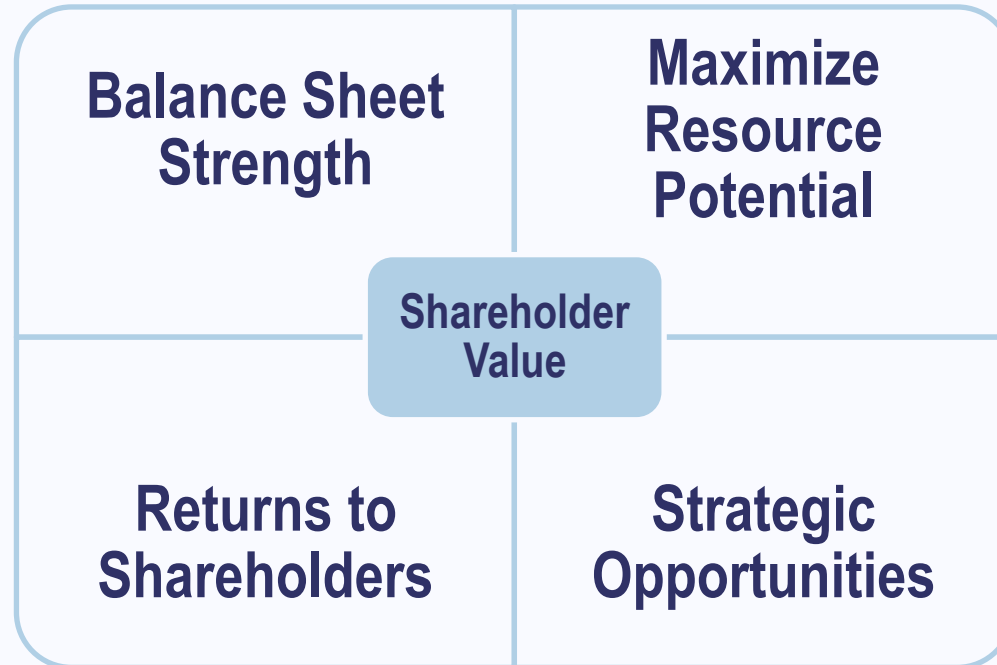 Balance Sheet
Strength
Maximize
Resource
Potential
Shareholder
Value
Returns to
Shareholders
Strategic
Opportunities